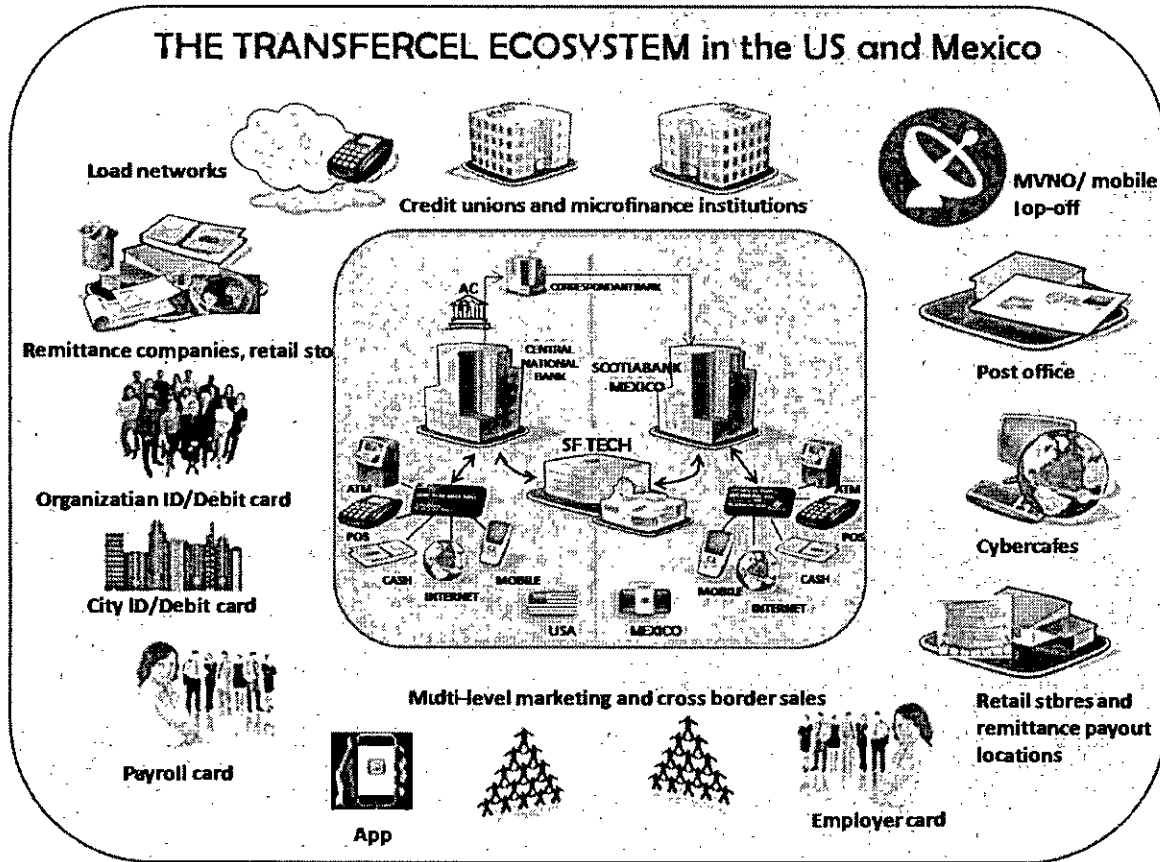 THE TRANSFERCEL ECOSYSTEM in the US and Mexico
Load networks
Credit unions and microfinance institutions
MVNO/ mobile
top-off
AC
CORRESPONDANT BANK
CENTRAL
NATIONAL
BANK
SCOTIABANK
MEXICO
Remittance companies, retail sto
Post office
SF TECH
ATM
ATM
Organizatian ID/Debit card
POS
POS
CASH
INTERNET
MOBILE
MOBILE
INTERNET
CASH
Cybercafes
City ID/Debit card
USA
MEXICO
Multi-level marketing and cross border sales
Retail stbres and
remittance payout
locations
Payroll card
App
Employer card